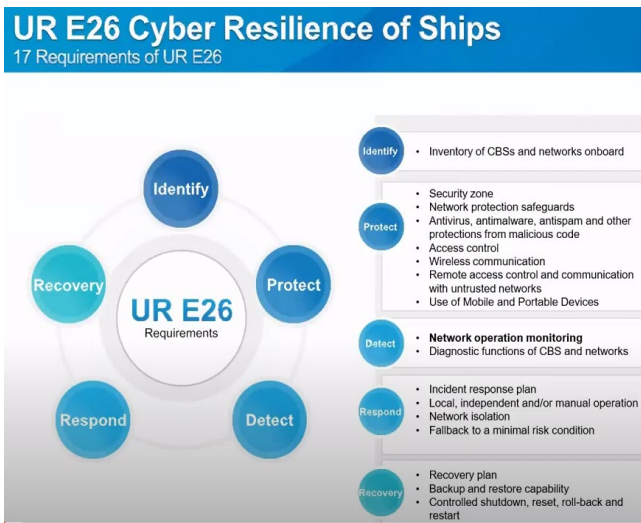 UR E26 Cyber Resilience of Ships
17 Requirements of UR E26
Identify
Protect
Detect
Respond
Recovery
UR E26
Requirements
Identify
• Inventory of CBSs and networks onboard
Protect
• Security zone
• Network protection safeguards
• Antivirus, antimalware, antispam and other
protections from malicious code
• Access control
• Wireless communication
• Remote access control and communication
with untrusted networks
• Use of Mobile and Portable Devices
Detect
• Network operation monitoring
• Diagnostic functions of CBS and networks
Respond
• Incident response plan
• Local, independent and/or manual operation
• Network isolation
• Fallback to a minimal risk condition
Recovery
• Recovery plan
• Backup and restore capability
• Controlled shutdown, reset, roll-back and
restart